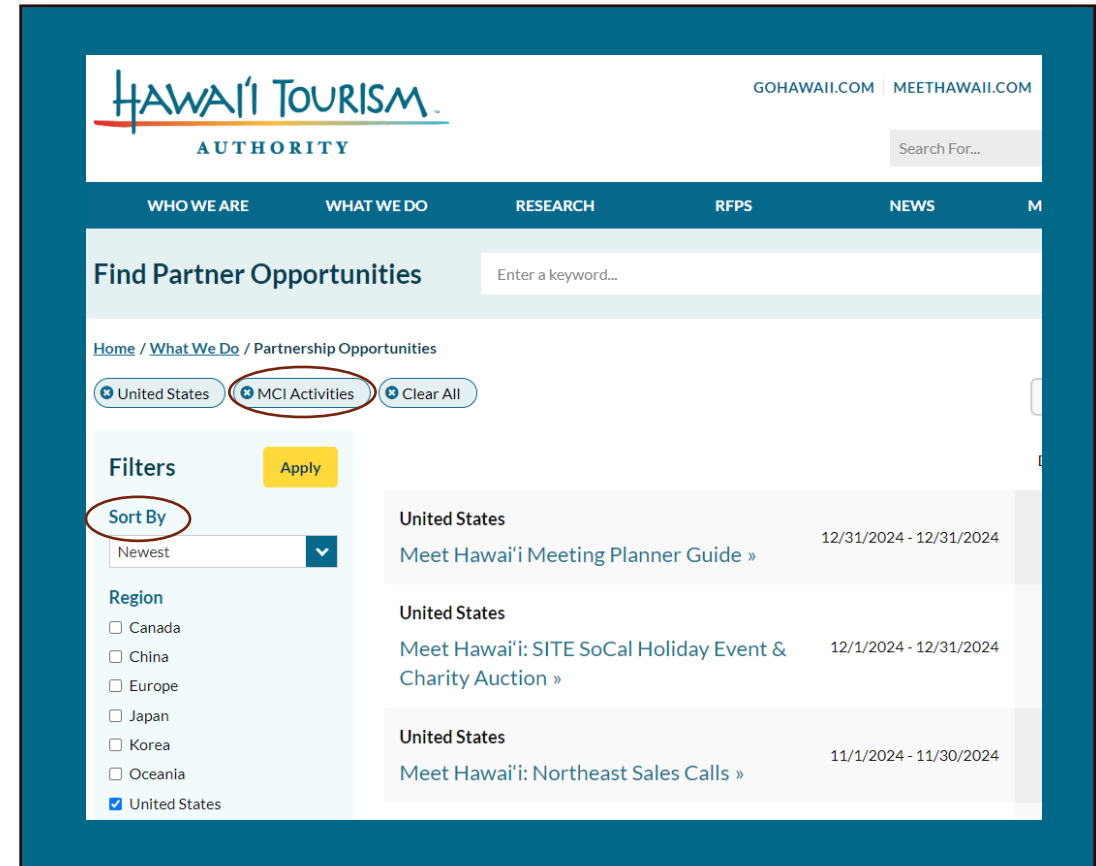 HAWAI'I TOURISM
AUTHORITY
GOHAWAII.COM MEETHAWAII.COM
Search For...
WHO WE ARE WHAT WE DO RESEARCH RFPS NEWS M
Find Partner Opportunities Enter a keyword...
Home / What We Do / Partnership Opportunities
United States MCI Activities Clear All
Filters Apply
Sort By
Newest
Region
Canada
China
Europe
Japan
Korea
Oceania
United States
United States
Meet Hawai‘i Meeting Planner Guide » 12/31/2024 - 12/31/2024
United States
Meet Hawai‘i: SITE SoCal Holiday Event & 12/1/2024 - 12/31/2024
Charity Auction »
United States
Meet Hawai‘i: Northeast Sales Calls » 11/1/2024 - 11/30/2024